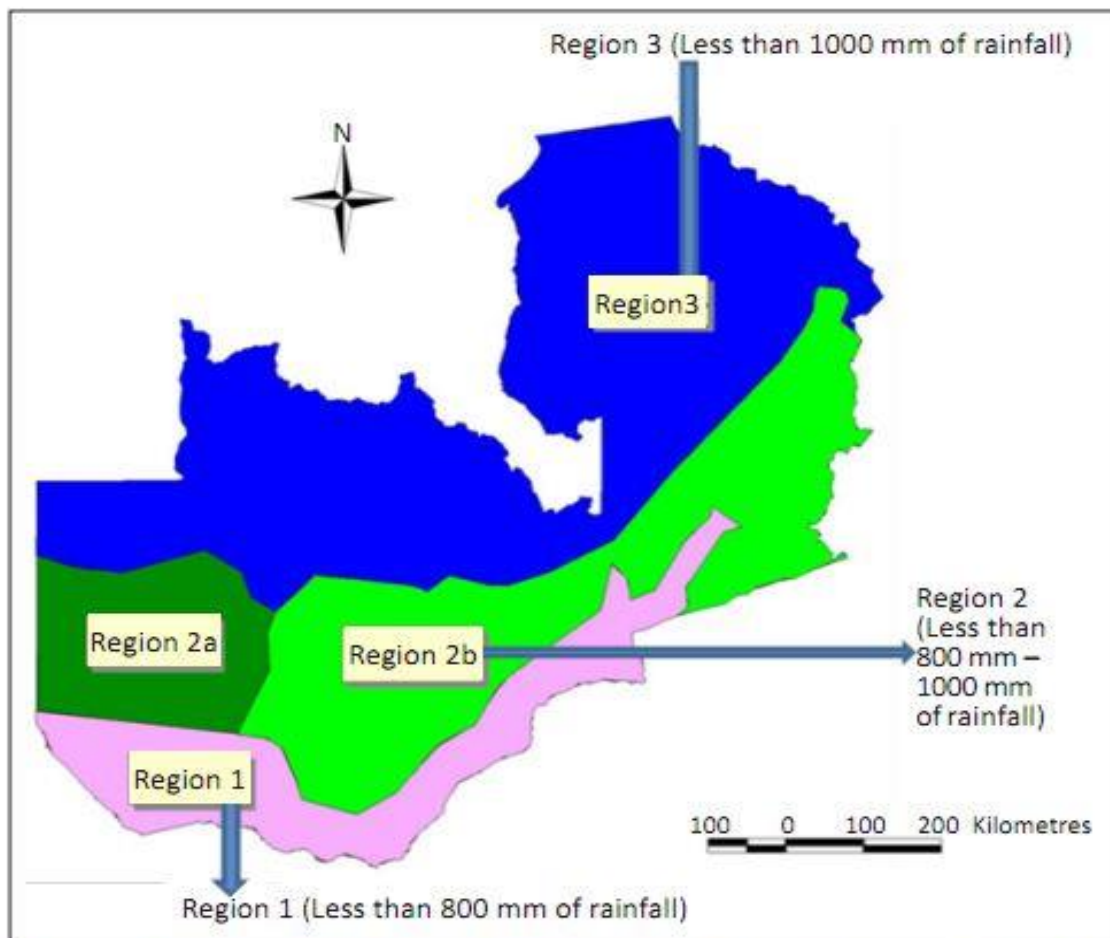 Region 3 (Less than 1000 mm of rainfall)
N
Region3
Region 2a
Region 2b
Region 2
(Less than
800 mm –
1000 mm
of rainfall)
Region 1
100 0 100 200 Kilometres
Region 1 (Less than 800 mm of rainfall)